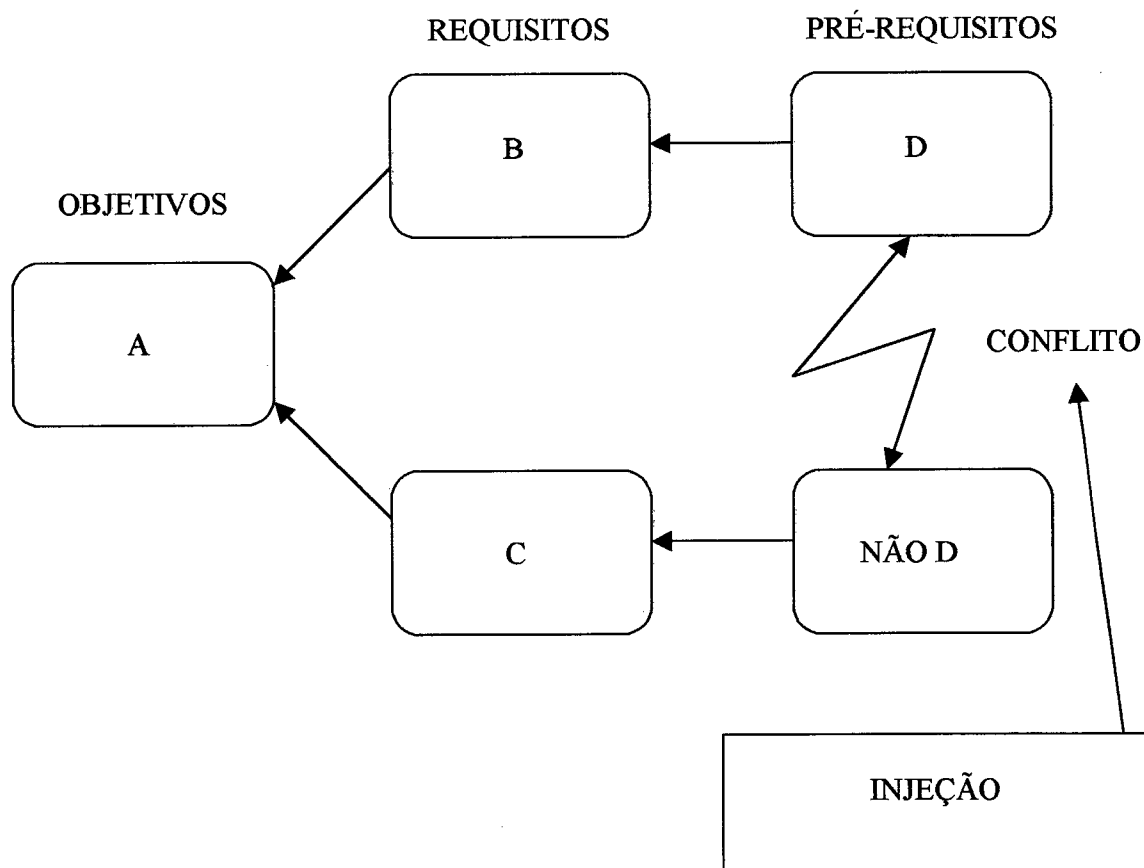 REQUISITOS
PRÉ-REQUISITOS
B
D
OBJETIVOS
A
CONFLITO
C
NÃO D
INJEÇÃO